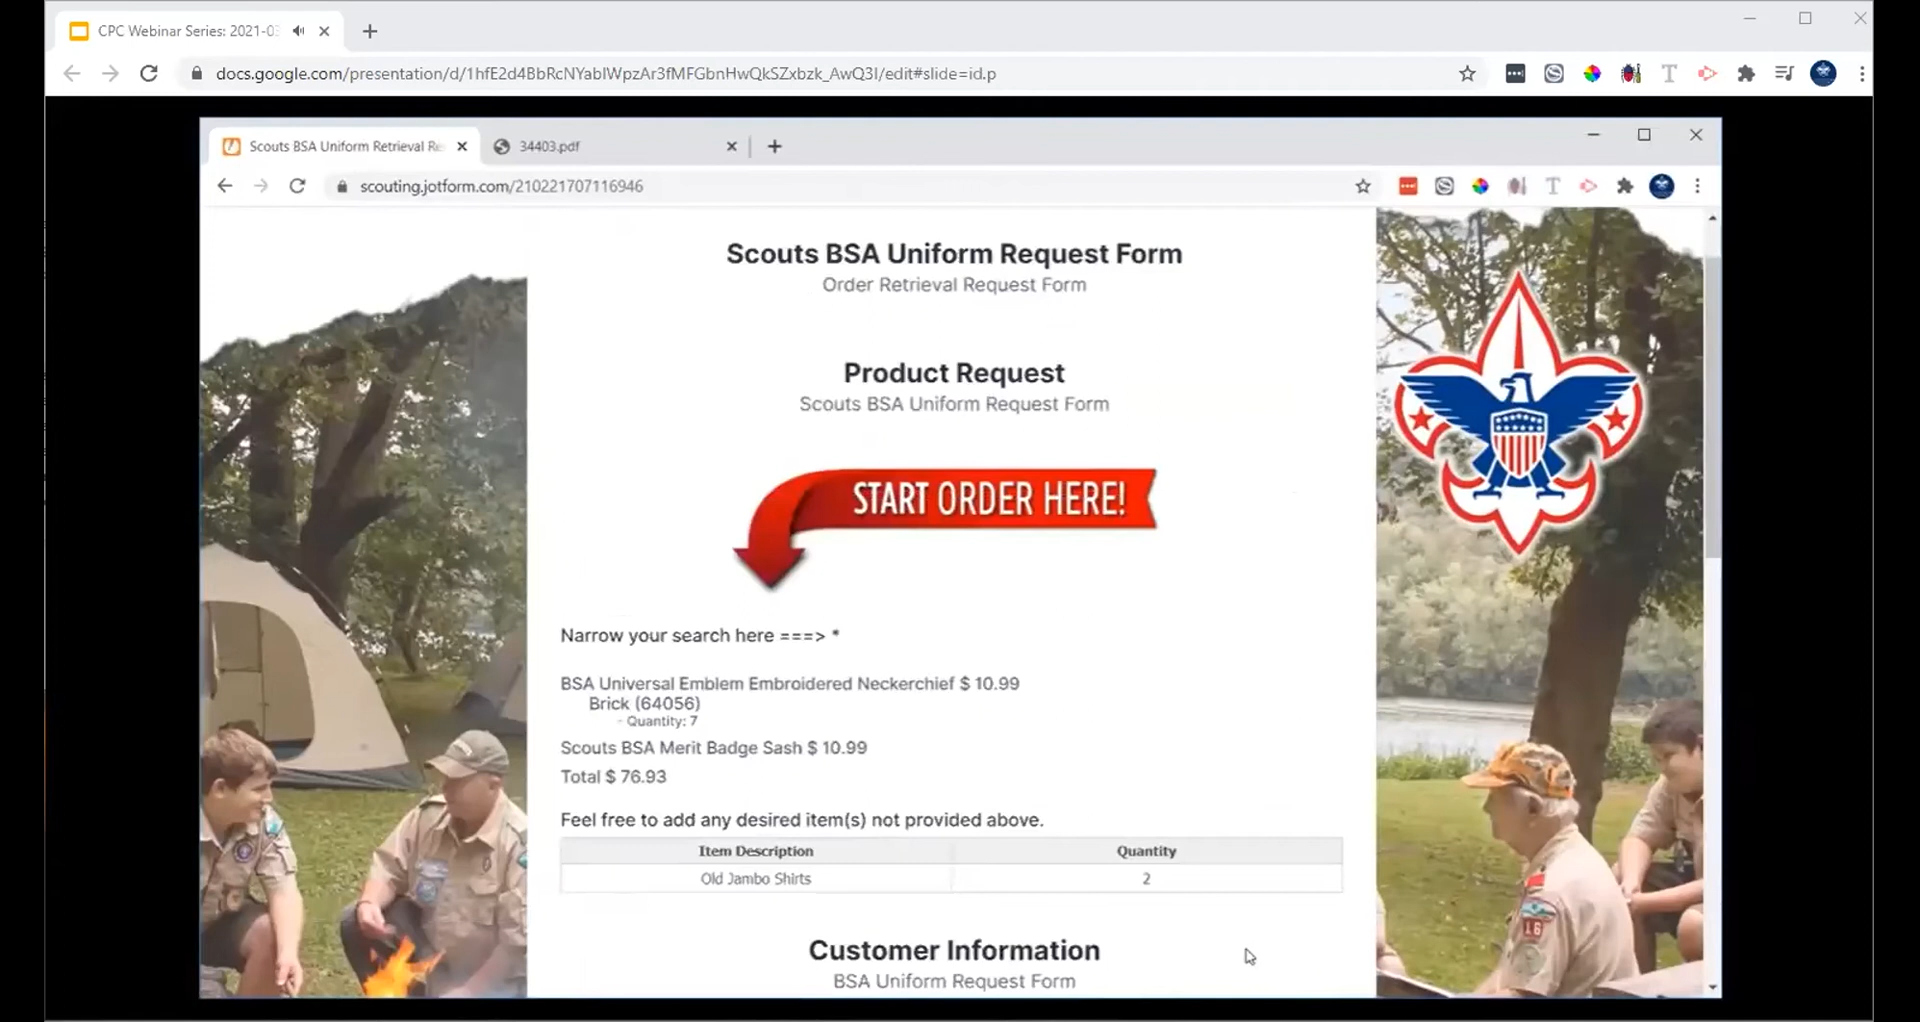 CPC Webinar Series: 2021-0
docs.google.com/presentation/d/1hfE2d4BbRcNYablWpzAr3fMFGbnHwQkSZxbzk_AwQ3I/edit#slide=id.p
Scouts BSA Uniform Retrieval Re
34403.pdf
scouting.jotform.com/210221707116946
Scouts BSA Uniform Request Form
Order Retrieval Request Form
Product Request
Scouts BSA Uniform Request Form
START ORDER HERE!
Narrow your search here ===> *
BSA Universal Emblem Embroidered Neckerchief $ 10.99
Brick (64056)
- Quantity: 7
Scouts BSA Merit Badge Sash $ 10.99
Total $ 76.93
Feel free to add any desired item(s) not provided above.
Item Description Quantity
Old Jambo Shirts 2
16
Customer Information
BSA Uniform Request Form